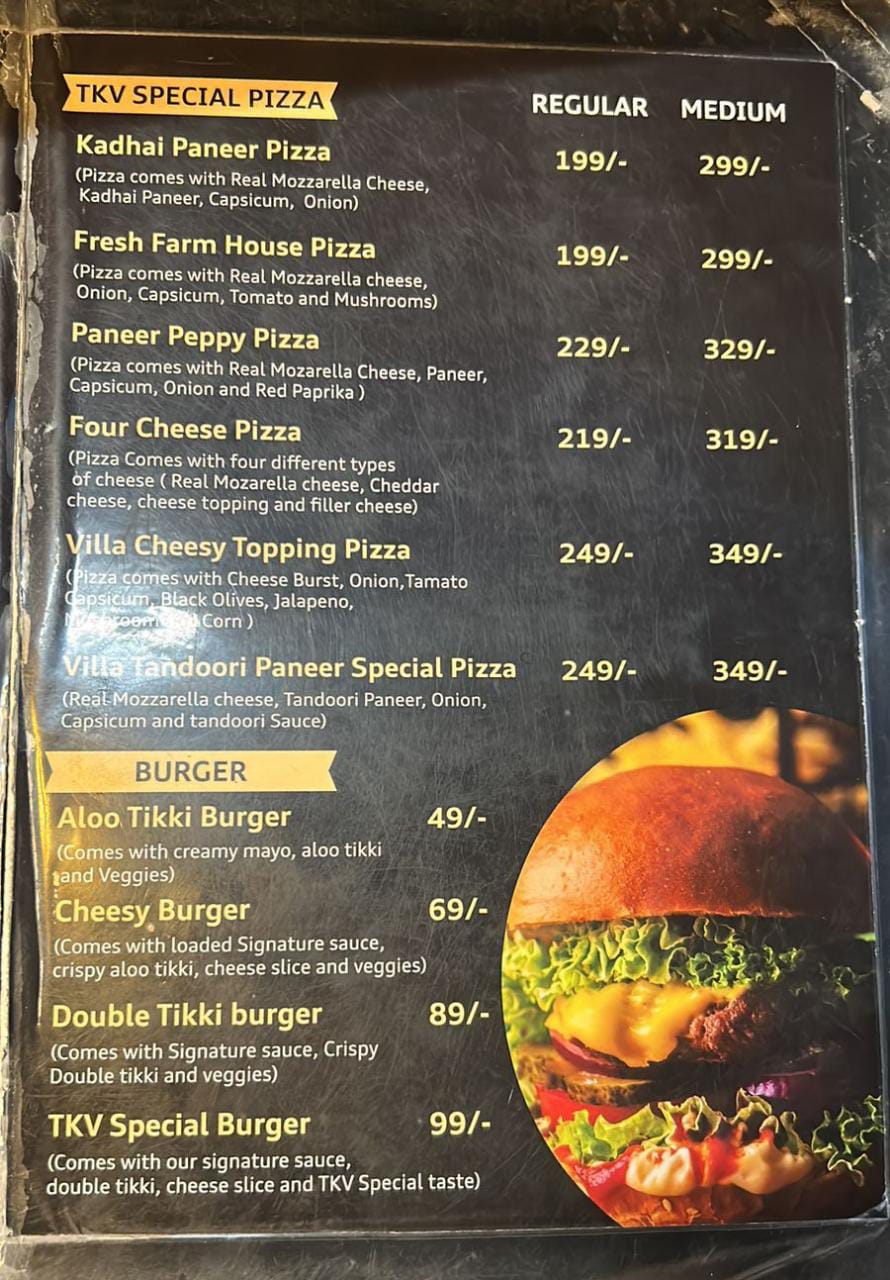 TKV SPECIAL PIZZA REGULAR MEDIUM
Kadhai Paneer Pizza 199/- 299/-
(Pizza comes with Real Mozzarella Cheese,
Kadhai Paneer, Capsicum, Onion)
Fresh Farm House Pizza 199/- 299/-
(Pizza comes with Real Mozzarella cheese,
Onion, Capsicum, Tomato and Mushrooms)
Paneer Peppy Pizza 229/- 329/-
(Pizza comes with Real Mozarella Cheese, Paneer,
Capsicum, Onion and Red Paprika )
Four Cheese Pizza 219/- 319/-
(Pizza Comes with four different types
of cheese ( Real Mozarella cheese, Cheddar
cheese, cheese topping and filler cheese)
Villa Cheesy Topping Pizza 249/- 349/-
(Pizza comes with Cheese Burst, Onion,Tamato
Capsicum, Black Olives, Jalapeno,
Corn )
Villa Tandoori Paneer Special Pizza 249/- 349/-
(Real Mozzarella cheese, Tandoori Paneer, Onion,
Capsicum and tandoori Sauce)
BURGER
Aloo Tikki Burger 49/-
(Comes with creamy mayo, aloo tikki
and Veggies)
Cheesy Burger 69/-
(Comes with loaded Signature sauce,
crispy aloo tikki, cheese slice and veggies)
Double Tikki burger 89/-
(Comes with Signature sauce, Crispy
Double tikki and veggies)
TKV Special Burger 99/-
(Comes with our signature sauce,
double tikki, cheese slice and TKV Special taste)